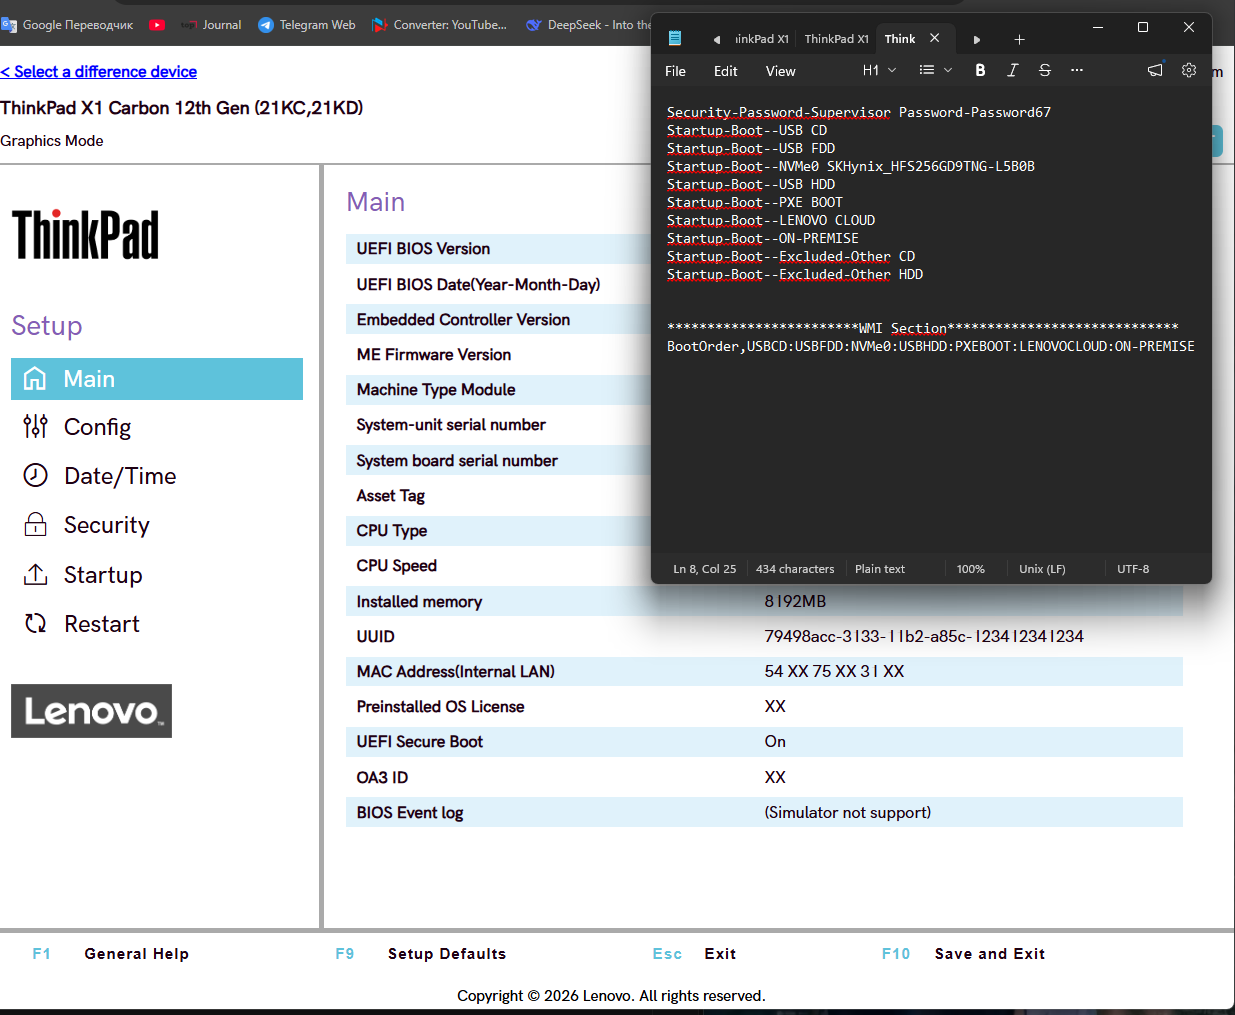 Google Переводчик
Journal
Telegram Web
Converter: YouTube...
DeepSeek - Into the
< Select a difference device
ThinkPad X1 Carbon 12th Gen (21KC,21KD)
Graphics Mode
ThinkPad
Setup
Main
Config
Date/Time
Security
Startup
Restart
Lenovo
Main
UEFI BIOS Version
UEFI BIOS Date(Year-Month-Day)
Embedded Controller Version
ME Firmware Version
Machine Type Module
System-unit serial number
System board serial number
Asset Tag
CPU Type
CPU Speed
Installed memory 8192MB
UUID 79498acc-3133-11b2-a85c-123412341234
MAC Address(Internal LAN) 54 XX 75 XX 31 XX
Preinstalled OS License XX
UEFI Secure Boot On
OA3 ID XX
BIOS Event log (Simulator not support)
inkPad X1 ThinkPad X1 Think
File Edit View H1 B I S ...
Security-Password-Supervisor Password-Password67
Startup-Boot--USB CD
Startup-Boot--USB FDD
Startup-Boot--NVMe0 SKHynix_HFS256GD9TNG-L5B0B
Startup-Boot--USB HDD
Startup-Boot--PXE BOOT
Startup-Boot--LENOVO CLOUD
Startup-Boot--ON-PREMISE
Startup-Boot--Excluded-Other CD
Startup-Boot--Excluded-Other HDD
************************WMI Section*****************************
BootOrder,USBCD:USBFDD:NVMe0:USBHDD:PXEBOOT:LENOVOCLOUD:ON-PREMISE
Ln 8, Col 25 434 characters Plain text 100% Unix (LF) UTF-8
F1 General Help F9 Setup Defaults Esc Exit F10 Save and Exit
Copyright © 2026 Lenovo. All rights reserved.